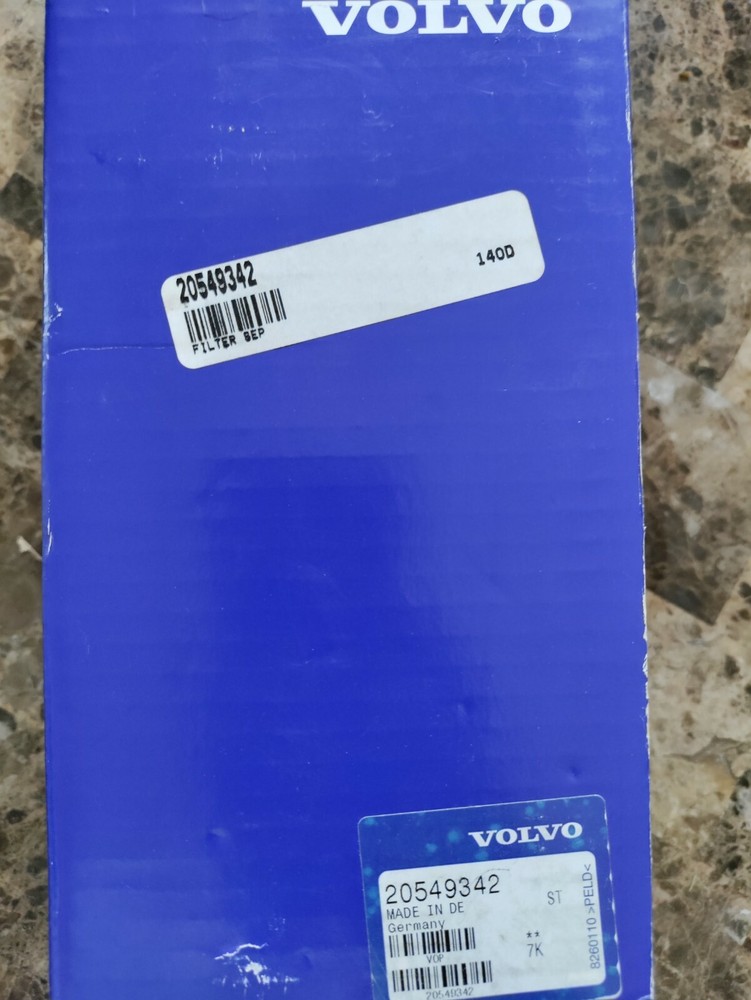 VOLVO
20549342
140D
FILTER SEP
VOLVO
20549342
ST
MADE IN DE
Germany
**
7K
VOP
20549342
8260110 >PELD<